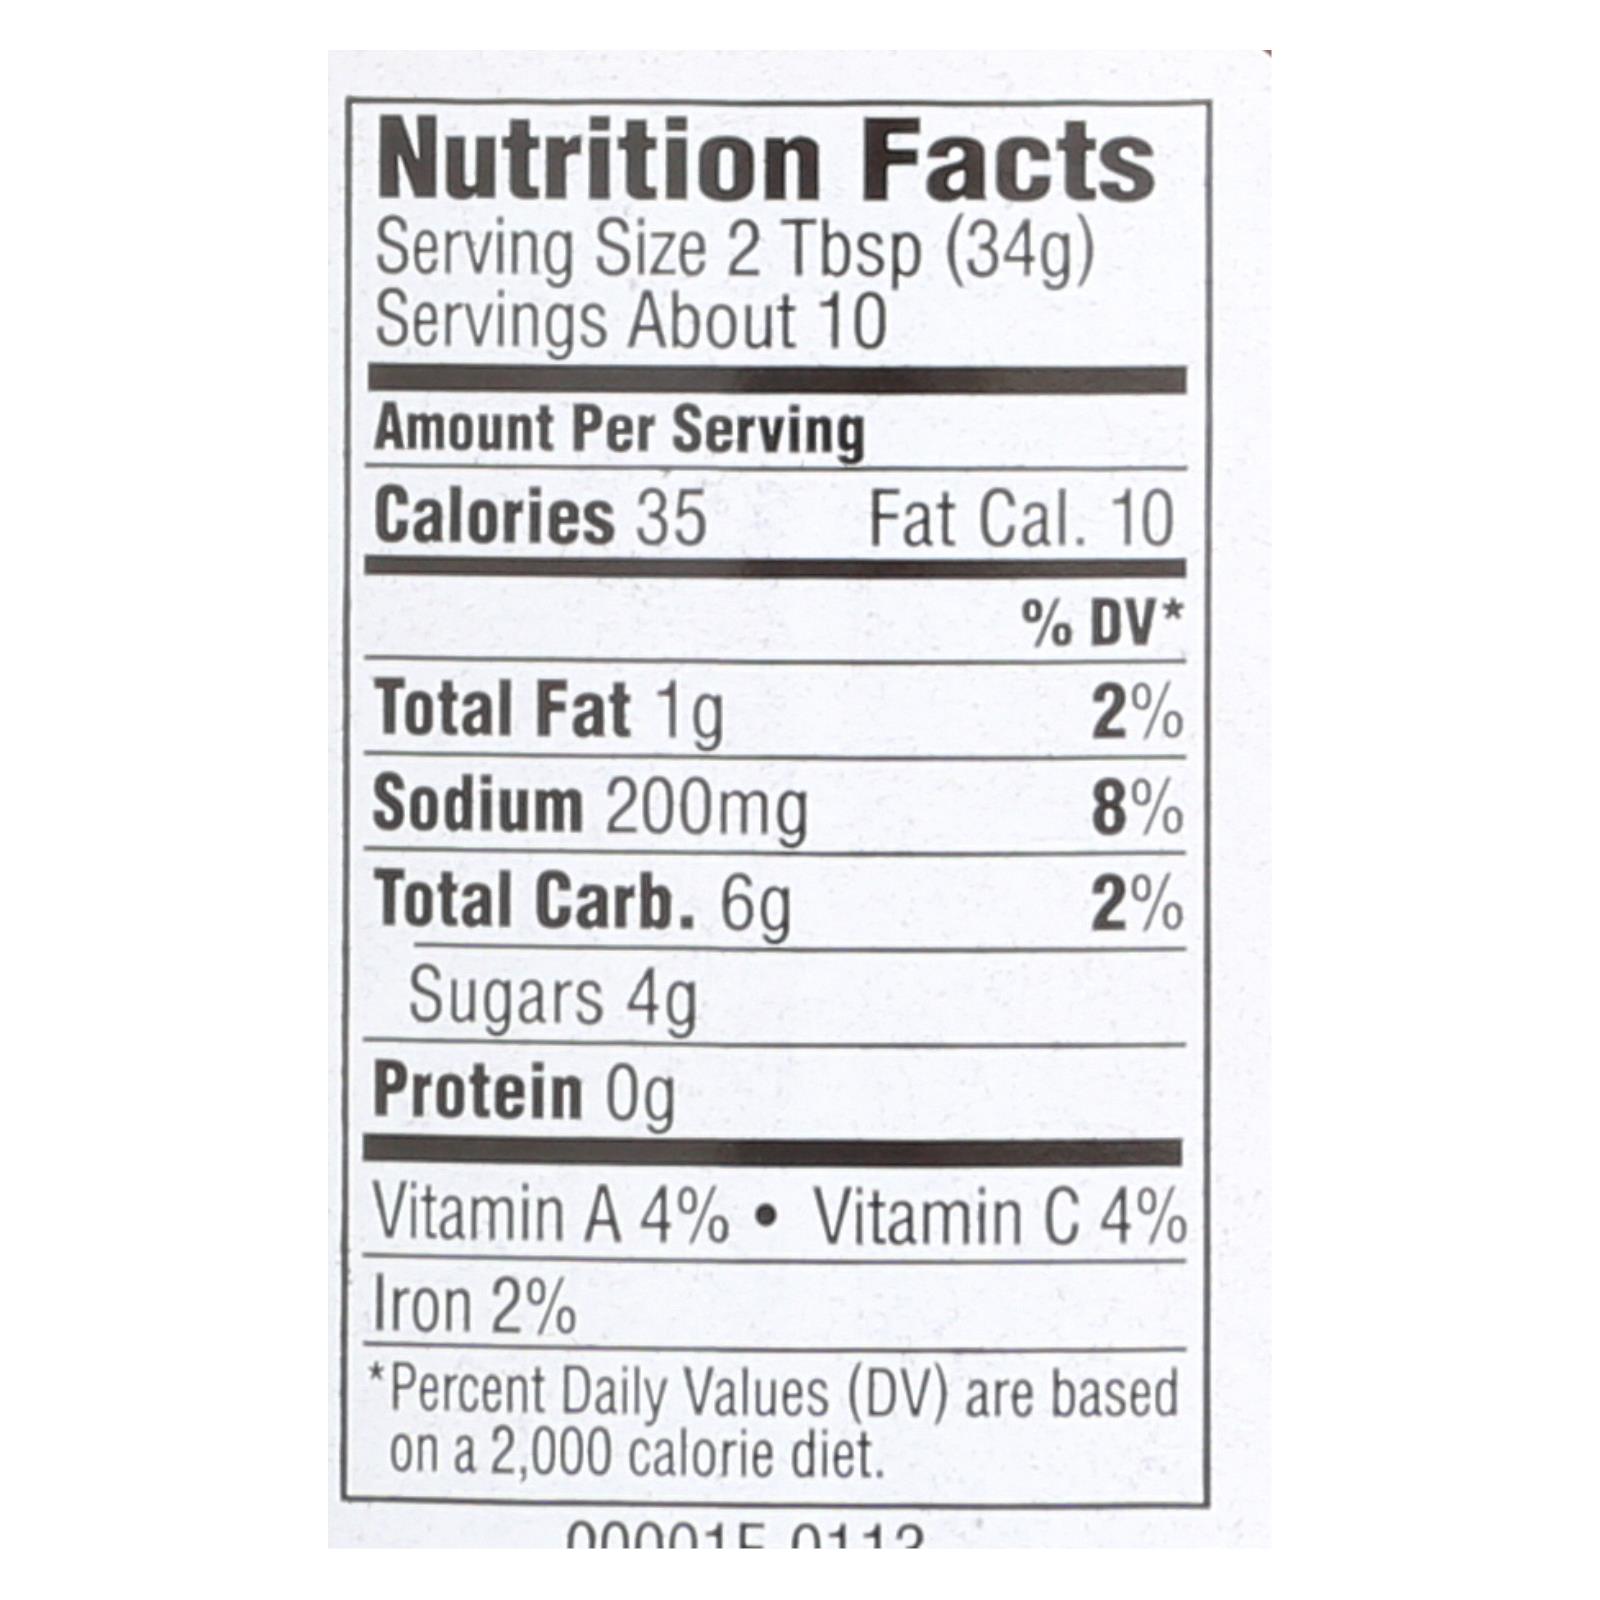 Nutrition Facts
Serving Size 2 Tbsp (34g)
Servings About 10
Amount Per Serving
Calories 35 Fat Cal. 10
% DV*
Total Fat 1g 2%
Sodium 200mg 8%
Total Carb. 6g 2%
Sugars 4g
Protein 0g
Vitamin A 4% • Vitamin C 4%
Iron 2%
*Percent Daily Values (DV) are based
on a 2,000 calorie diet.